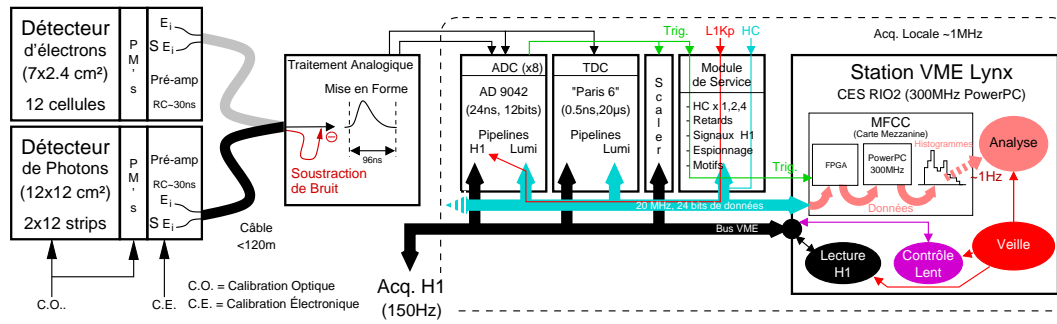 Détecteur
d'électrons
(7x2.4 cm²)
12 cellules
PM's
E i
S E i
Pré-amp
RC~30ns
Détecteur
de Photons
(12x12 cm²)
2x12 strips
PM's
Pré-amp
RC~30ns
E i
S E i
Câble
<120m
C.O..
C.E.
C.O. = Calibration Optique
C.E. = Calibration Électronique
Traitement Analogique
Mise en Forme
96ns
Soustraction
de Bruit
Acq. Locale ~1MHz
Trig.
L1Kp
HC
ADC (x8)
AD 9042
(24ns, 12bits)
Pipelines
H1 Lumi
TDC
"Paris 6"
(0.5ns,20µs)
Pipelines
H1 Lumi
Scaler
Module
de Service
- HC x 1,2,4
- Retards
- Signaux H1
- Espionnage
- Motifs
Trig.
20 MHz, 24 bits de données
Bus VME
Acq. H1
(150Hz)
Station VME Lynx
CES RIO2 (300MHz PowerPC)
MFCC
(Carte Mezzanine)
FPGA
PowerPC
300MHz
Histogrammes
Données
~1Hz
Analyse
Lecture
H1
Contrôle
Lent
Veille